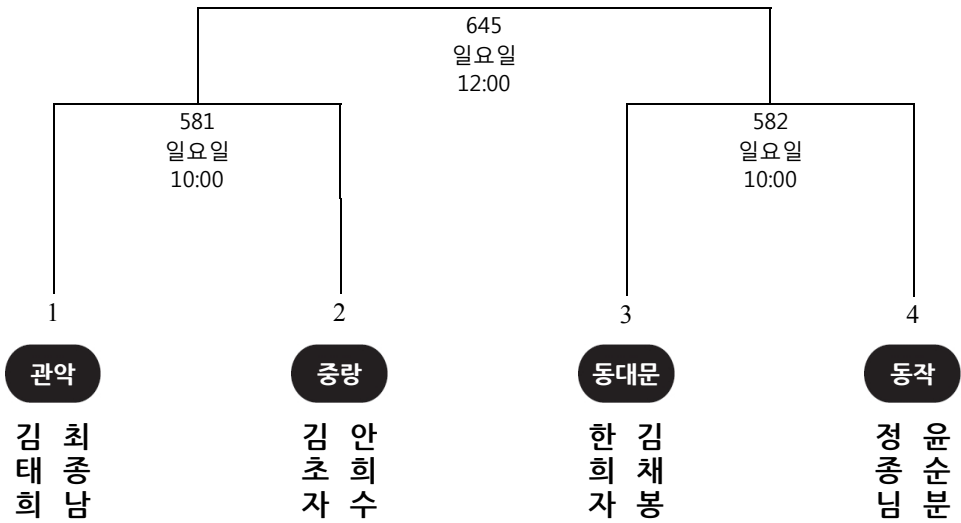 645
일요일
12:00
581
일요일
10:00
582
일요일
10:00
1
2
3
4
관악
중랑
동대문
동작
김태희
최종남
김초자
안희수
한희자
김채봉
정종님
윤순분